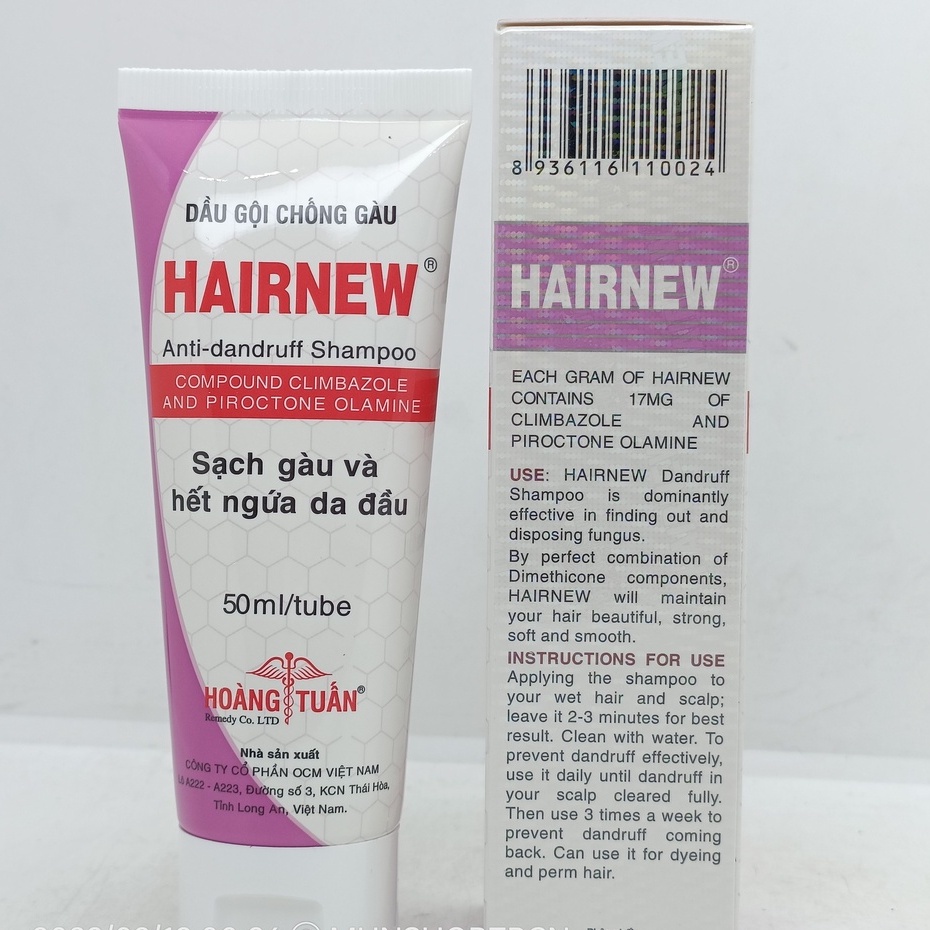 DẦU GỘI CHỐNG GÀU
HAIRNEW®
Anti-dandruff Shampoo
COMPOUND CLIMBAZOLE
AND PIROCTONE OLAMINE
Sạch gàu và
hết ngứa da đầu
50ml/tube
HOÀNG TUẤN®
Remedy Co. LTD
Nhà sản xuất
CÔNG TY CỔ PHẦN OCM VIỆT NAM
Lô A222 - A223, Đường số 3, KCN Thái Hòa,
Tỉnh Long An, Việt Nam.
8 936116 110024
HAIRNEW®
EACH GRAM OF HAIRNEW
CONTAINS 17MG OF
CLIMBAZOLE AND
PIROCTONE OLAMINE
USE: HAIRNEW Dandruff
Shampoo is dominantly
effective in finding out and
disposing fungus.
By perfect combination of
Dimethicone components,
HAIRNEW will maintain
your hair beautiful, strong,
soft and smooth.
INSTRUCTIONS FOR USE
Applying the shampoo to
your wet hair and scalp;
leave it 2-3 minutes for best
result. Clean with water. To
prevent dandruff effectively,
use it daily until dandruff in
your scalp cleared fully.
Then use 3 times a week to
prevent dandruff coming
back. Can use it for dyeing
and perm hair.